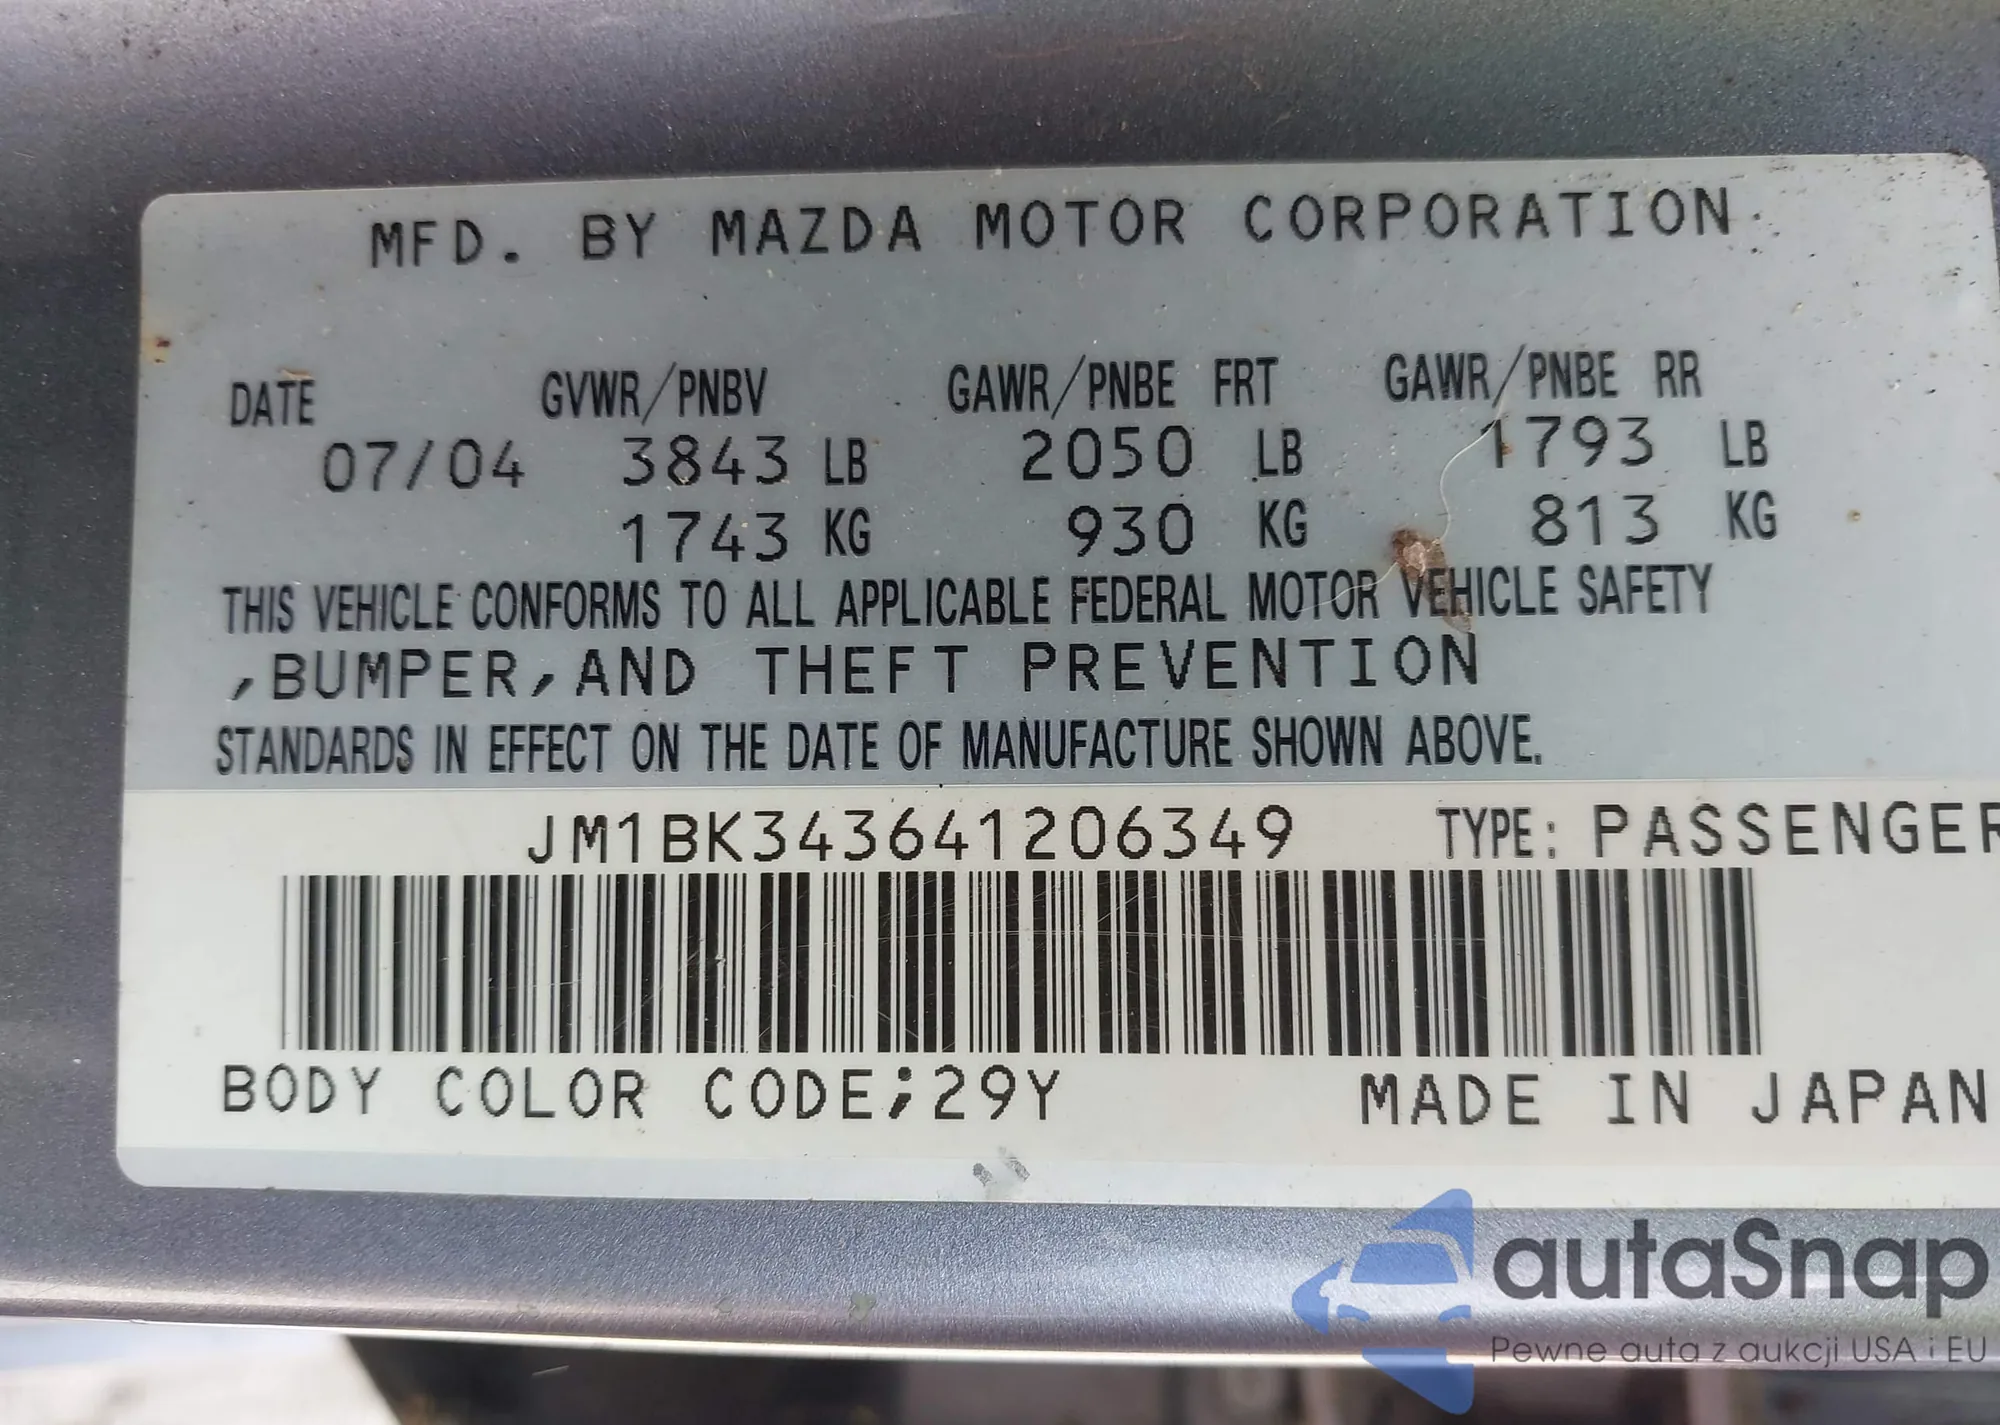 MFD. BY MAZDA MOTOR CORPORATION
DATE GVWR/PNBV GAWR/PNBE FRT GAWR/PNBE RR
07/04 3843 LB 2050 LB 1793 LB
1743 KG 930 KG 813 KG
THIS VEHICLE CONFORMS TO ALL APPLICABLE FEDERAL MOTOR VEHICLE SAFETY
,BUMPER,AND THEFT PREVENTION
STANDARDS IN EFFECT ON THE DATE OF MANUFACTURE SHOWN ABOVE.
JM1BK343641206349 TYPE: PASSENGER
BODY COLOR CODE;29Y MADE IN JAPAN
autaSnap
Pewne auta z aukcji USA i EU